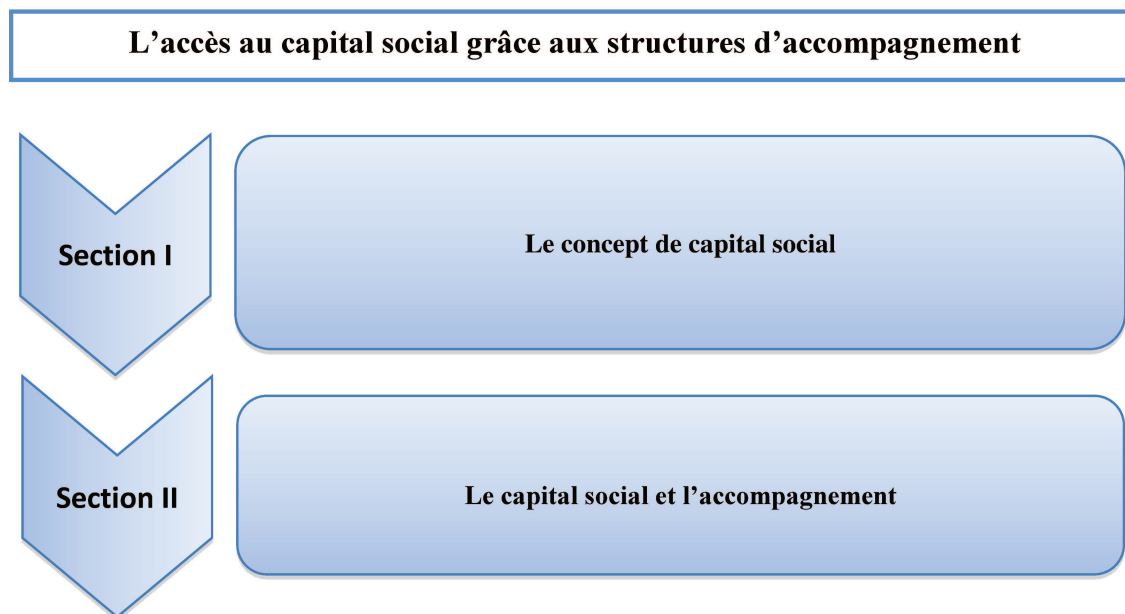 L’accès au capital social grâce aux structures d’accompagnement
Section I
Le concept de capital social
Section II
Le capital social et l’accompagnement